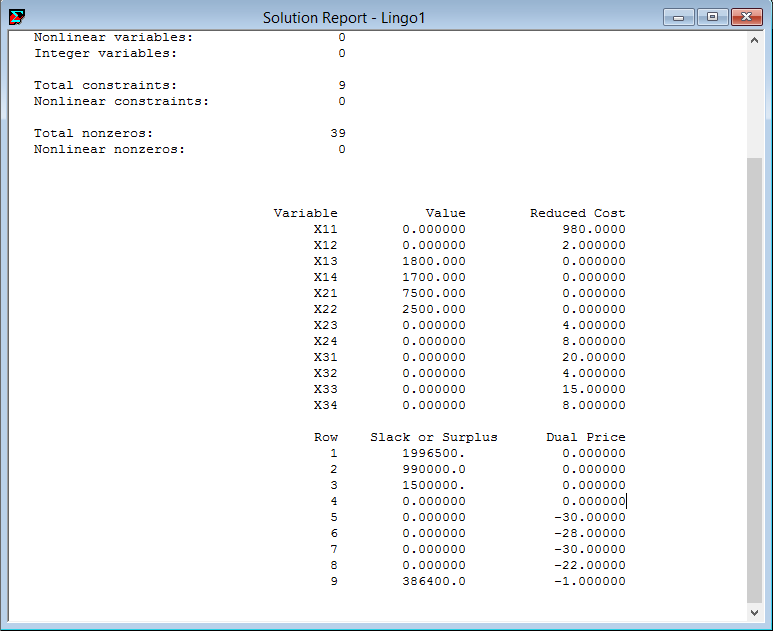 Solution Report - Lingo1
Nonlinear variables: 0
Integer variables: 0
Total constraints: 9
Nonlinear constraints: 0
Total nonzeros: 39
Nonlinear nonzeros: 0
Variable Value Reduced Cost
X11 0.000000 980.0000
X12 0.000000 2.000000
X13 1800.000 0.000000
X14 1700.000 0.000000
X21 7500.000 0.000000
X22 2500.000 0.000000
X23 0.000000 4.000000
X24 0.000000 8.000000
X31 0.000000 20.00000
X32 0.000000 4.000000
X33 0.000000 15.00000
X34 0.000000 8.000000
Row Slack or Surplus Dual Price
1 1996500. 0.000000
2 990000.0 0.000000
3 1500000. 0.000000
4 0.000000 0.000000
5 0.000000 -30.00000
6 0.000000 -28.00000
7 0.000000 -30.00000
8 0.000000 -22.00000
9 386400.0 -1.000000